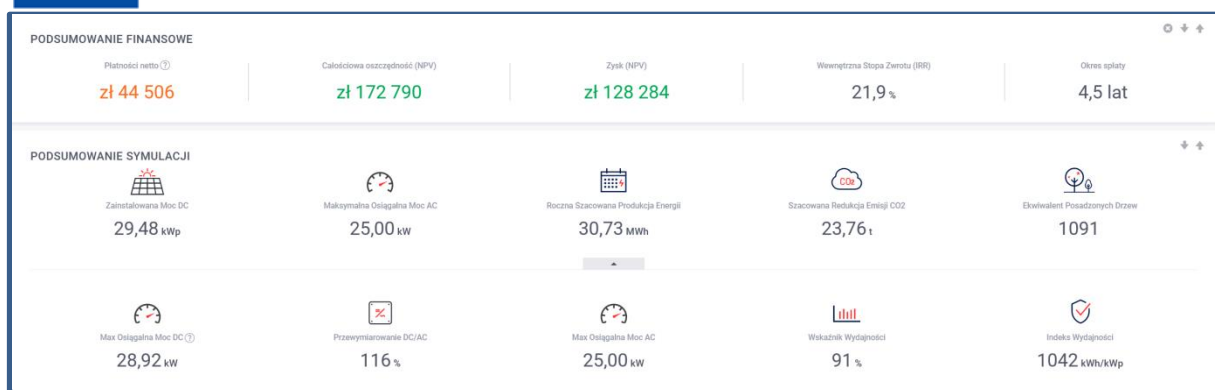 PODSUMOWANIE FINANSOWE
Płatności netto ?
Całościowa oszczędność (NPV)
Zysk (NPV)
Wewnętrzna Stopa Zwrotu (IRR)
Okres spłaty
zł 44 506
zł 172 790
zł 128 284
21,9 %
4,5 lat
PODSUMOWANIE SYMULACJI
CO2
Zainstalowana Moc DC
Maksymalna Osiągalna Moc AC
Roczna Szacowana Produkcja Energii
Szacowana Redukcja Emisji CO2
Ekwiwalent Posadzonych Drzew
29,48 kWp
25,00 kW
30,73 MWh
23,76 t
1091
Max Osiągalna Moc DC ?
Przewymiarowanie DC/AC
Max Osiągalna Moc AC
Wskaźnik Wydajności
Indeks Wydajności
28,92 kW
116 %
25,00 kW
91 %
1042 kWh/kWp